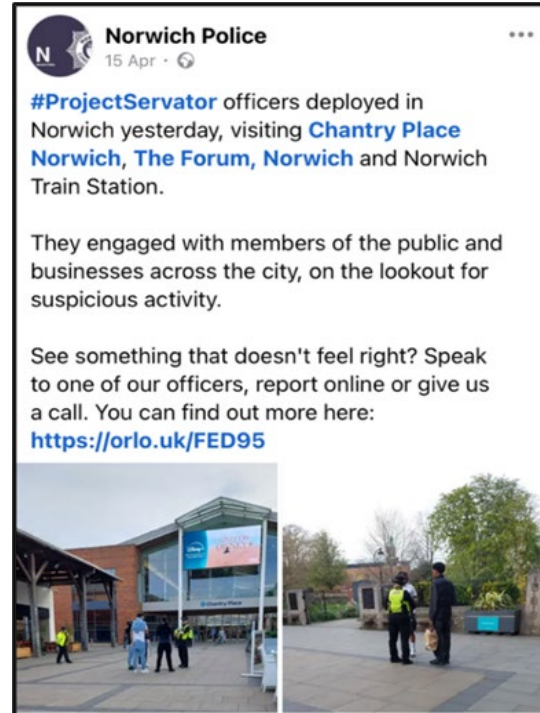 Norwich Police
15 Apr ·
N
#ProjectServator officers deployed in
Norwich yesterday, visiting Chantry Place
Norwich, The Forum, Norwich and Norwich
Train Station.
They engaged with members of the public and
businesses across the city, on the lookout for
suspicious activity.
See something that doesn't feel right? Speak
to one of our officers, report online or give us
a call. You can find out more here:
https://orlo.uk/FED95
Disney+
Chantry Place